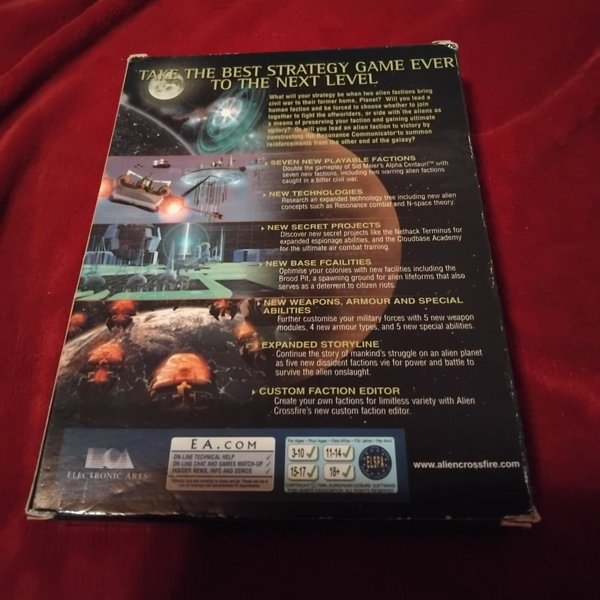 TAKE THE BEST STRATEGY GAME EVER
TO THE NEXT LEVEL
What will your strategy be when two alien factions bring
civil war to their former home, Planet? Will you lead a
human faction and be forced to choose whether to join
together to fight the offworlders, or side with the aliens as
a means of preserving your faction and gaining ultimate
victory? Or will you lead an alien faction to victory by
constructing the Resonance Communicator to summon
reinforcements from the other end of the galaxy?
SEVEN NEW PLAYABLE FACTIONS
Double the gameplay of Sid Meier's Alpha Centauri™ with
seven new factions, including two warring alien factions
caught in a bitter civil war.
NEW TECHNOLOGIES
Research an expanded technology tree including new alien
concepts such as Resonance combat and N-space theory.
NEW SECRET PROJECTS
Discover new secret projects like the Nethack Terminus for
expanded espionage abilities, and the Cloudbase Academy
for the ultimate air combat training.
NEW BASE FCAILITIES
Optimise your colonies with new facilities including the
Brood Pit, a spawning ground for alien lifeforms that also
serves as a deterrent to citizen riots.
NEW WEAPONS, ARMOUR AND SPECIAL
ABILITIES
Further customise your military forces with 5 new weapon
modules, 4 new armour types, and 5 new special abilities.
EXPANDED STORYLINE
Continue the story of mankind's struggle on an alien planet
as five new dissident factions vie for power and battle to
survive the alien onslaught.
CUSTOM FACTION EDITOR
Create your own factions for limitless variety with Alien
Crossfire's new custom faction editor.
ELECTRONIC ARTS
EA.COM
ON-LINE TECHNICAL HELP
ON-LINE CHAT AND GAMES MATCH-UP
INSIDER NEWS, INFO AND DEMOS
3-10 11-14
15-17 18+
ELSPA
www.aliencrossfire.com